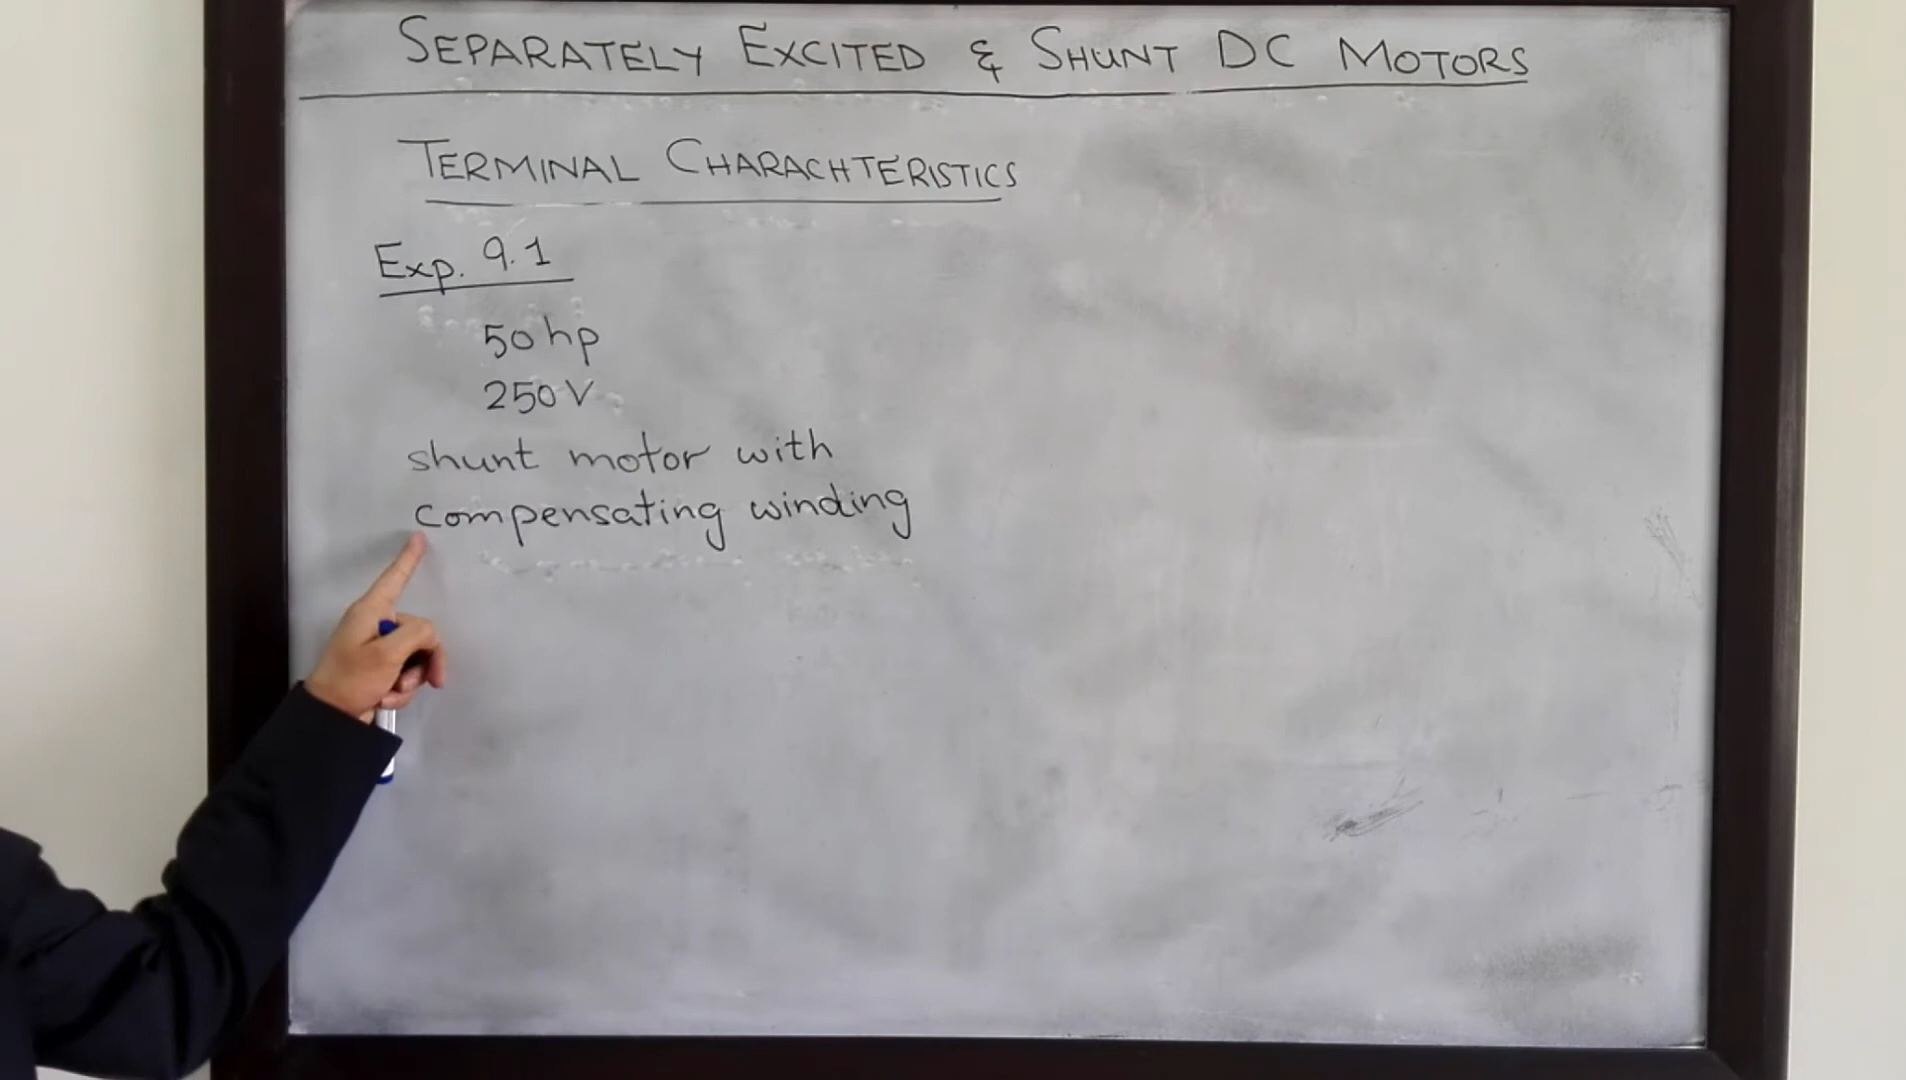 SEPARATELY EXCITED & SHUNT DC MOTORS
TERMINAL CHARACHTERISTICS
Exp. 9.1
50 hp
250 V
shunt motor with
compensating winding